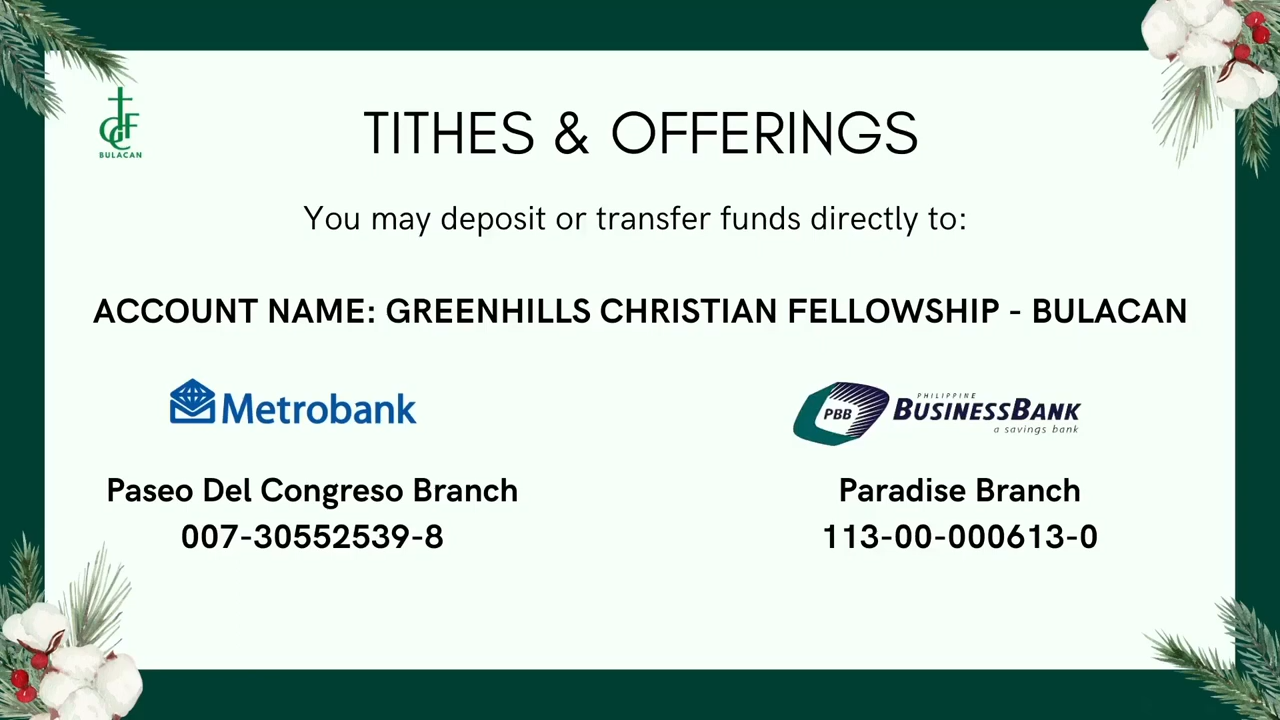 GCF
BULACAN
TITHES & OFFERINGS
You may deposit or transfer funds directly to:
ACCOUNT NAME: GREENHILLS CHRISTIAN FELLOWSHIP - BULACAN
Metrobank
Paseo Del Congreso Branch
007-30552539-8
PBB
PHILIPPINE
BUSINESSBANK
a savings bank
Paradise Branch
113-00-000613-0